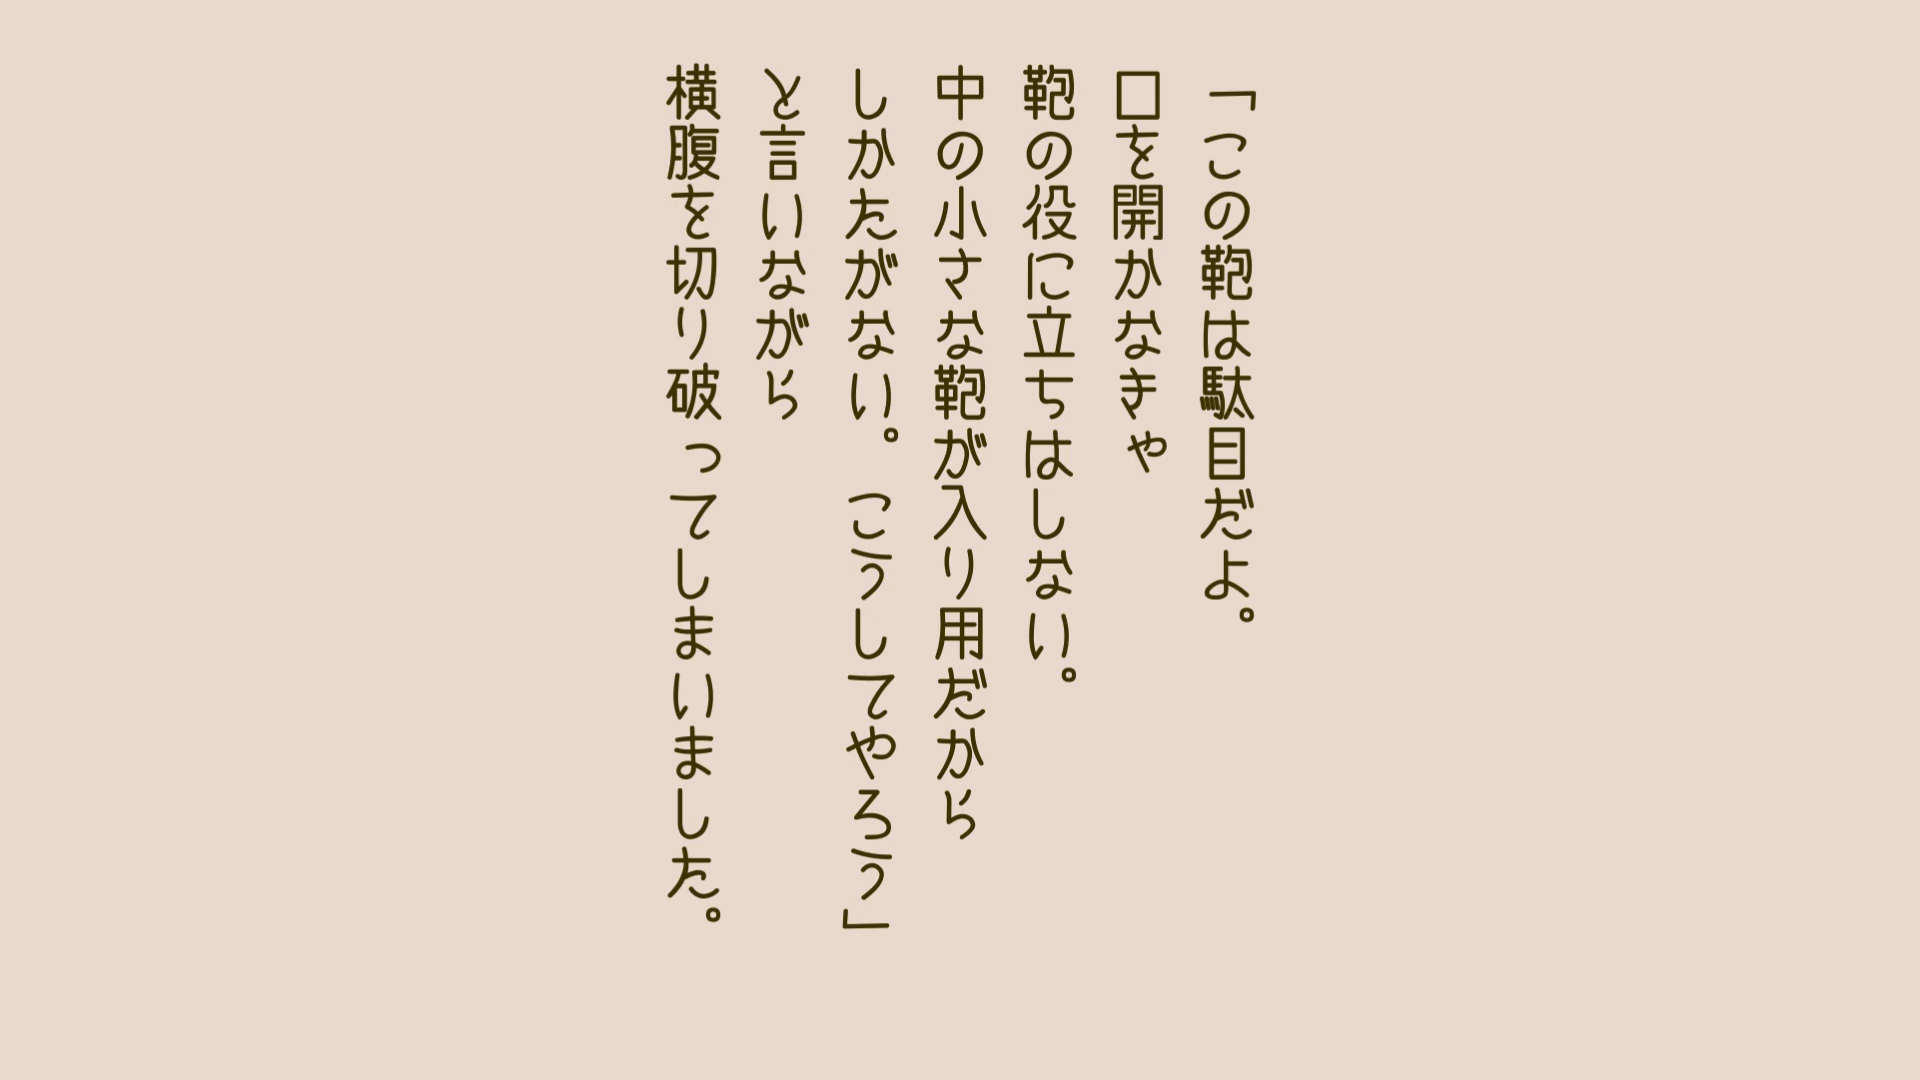 「この鞄は駄目だよ。
口を開かなきゃ
鞄の役に立ちはしない。
中の小さな鞄が入り用だから
しかたがない。こうしてやろう」
と言いながら
横腹を切り破ってしまいました。